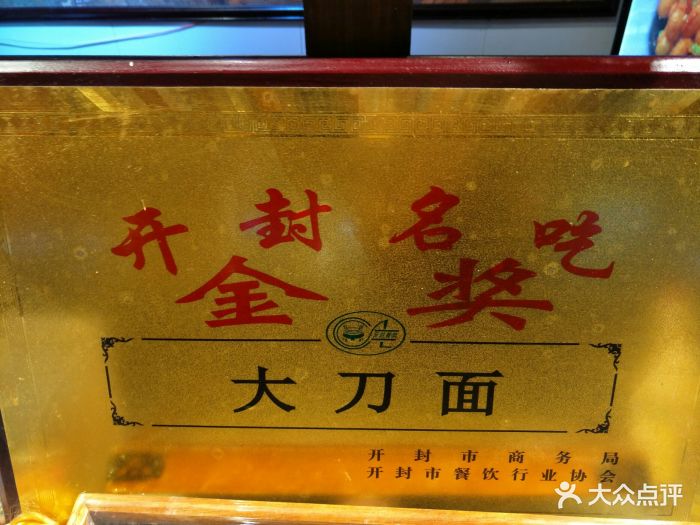 开封名吃
金奖
大刀面
开封市商务局
开封市餐饮行业协会
大众点评